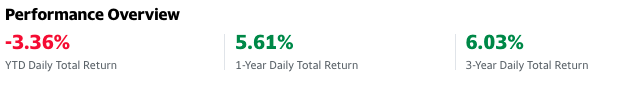 Performance Overview
-3.36%
YTD Daily Total Return
5.61%
1-Year Daily Total Return
6.03%
3-Year Daily Total Return